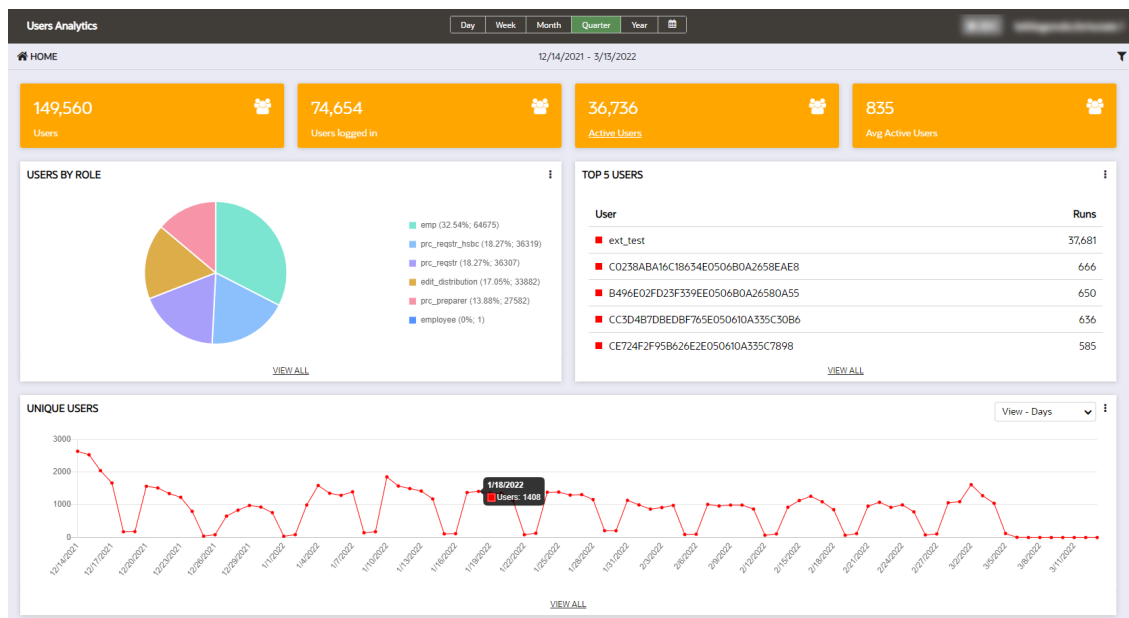 Users Analytics Day Week Month Quarter Year
HOME 12/14/2021 - 3/13/2022
149,560 74,654 36,736 835
Users Users logged in Active Users Avg Active Users
USERS BY ROLE
emp (32.54%; 64675)
prc_reqstr_hsbc (18.27%; 36319)
prc_reqstr (18.27%; 36307)
edit_distribution (17.05%; 33882)
prc_preparer (13.88%; 27582)
employee (0%; 1)
VIEW ALL
TOP 5 USERS
User Runs
ext_test 37,681
C0238ABA16C18634E0506B0A2658EAE8 666
B496E02FD23F339EE0506B0A26580A55 650
CC3D4B7DBEDBF765E050610A335C30B6 636
CE724F2F95B626E2E050610A335C7898 585
VIEW ALL
UNIQUE USERS View - Days
3000
2000
1000
0
1/18/2022
Users: 1408
12/14/2021 12/17/2021 12/20/2021 12/23/2021 12/26/2021 12/29/2021 1/1/2022 1/4/2022 1/7/2022 1/10/2022 1/13/2022 1/16/2022 1/19/2022 1/22/2022 1/25/2022 1/28/2022 1/31/2022 2/3/2022 2/6/2022 2/9/2022 2/12/2022 2/15/2022 2/18/2022 2/21/2022 2/24/2022 2/27/2022 3/2/2022 3/5/2022 3/8/2022 3/11/2022
VIEW ALL